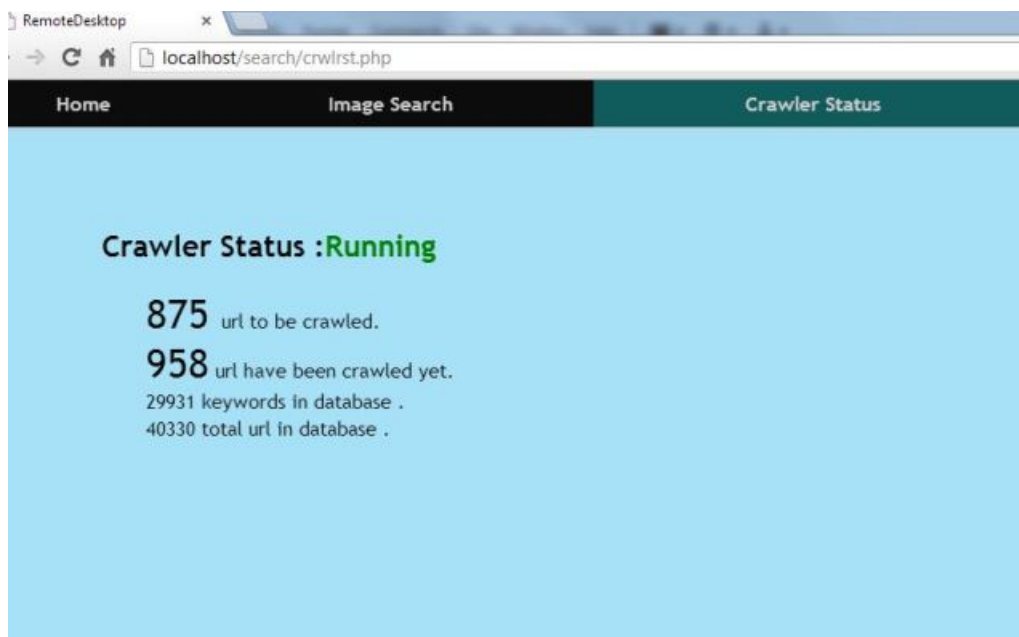 RemoteDesktop
localhost/search/crwlrst.php
Home Image Search Crawler Status
Crawler Status :Running
875 url to be crawled.
958 url have been crawled yet.
29931 keywords in database .
40330 total url in database .